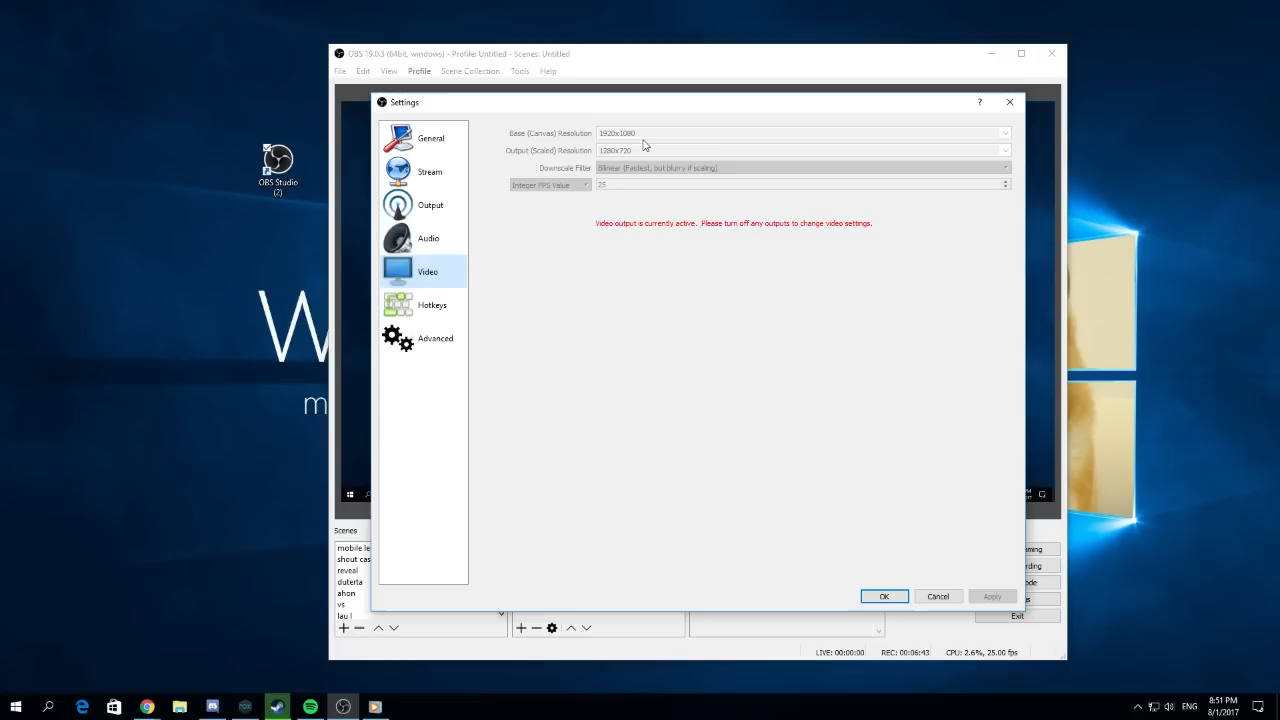 OBS 19.0.3 (64bit, windows) - Profile: Untitled - Scenes: Untitled
File Edit View Profile Scene Collection Tools Help
Settings
?
General
Stream
Output
Audio
Video
Hotkeys
Advanced
Base (Canvas) Resolution 1920x1080
Output (Scaled) Resolution 1280x720
Downscale Filter Bilinear (Fastest, but blurry if scaling)
Integer FPS Value 25
Video output is currently active. Please turn off any outputs to change video settings.
OK Cancel Apply
OBS Studio
(2)
W
m
Scenes
mobile le
shout cas
reveal
duterta
ahon
vs
lau l
aming
rding
ode
gs
Exit
LIVE: 00:00:00 REC: 00:06:43 CPU: 2.6%, 25.00 fps
8:51 PM
8/1/2017